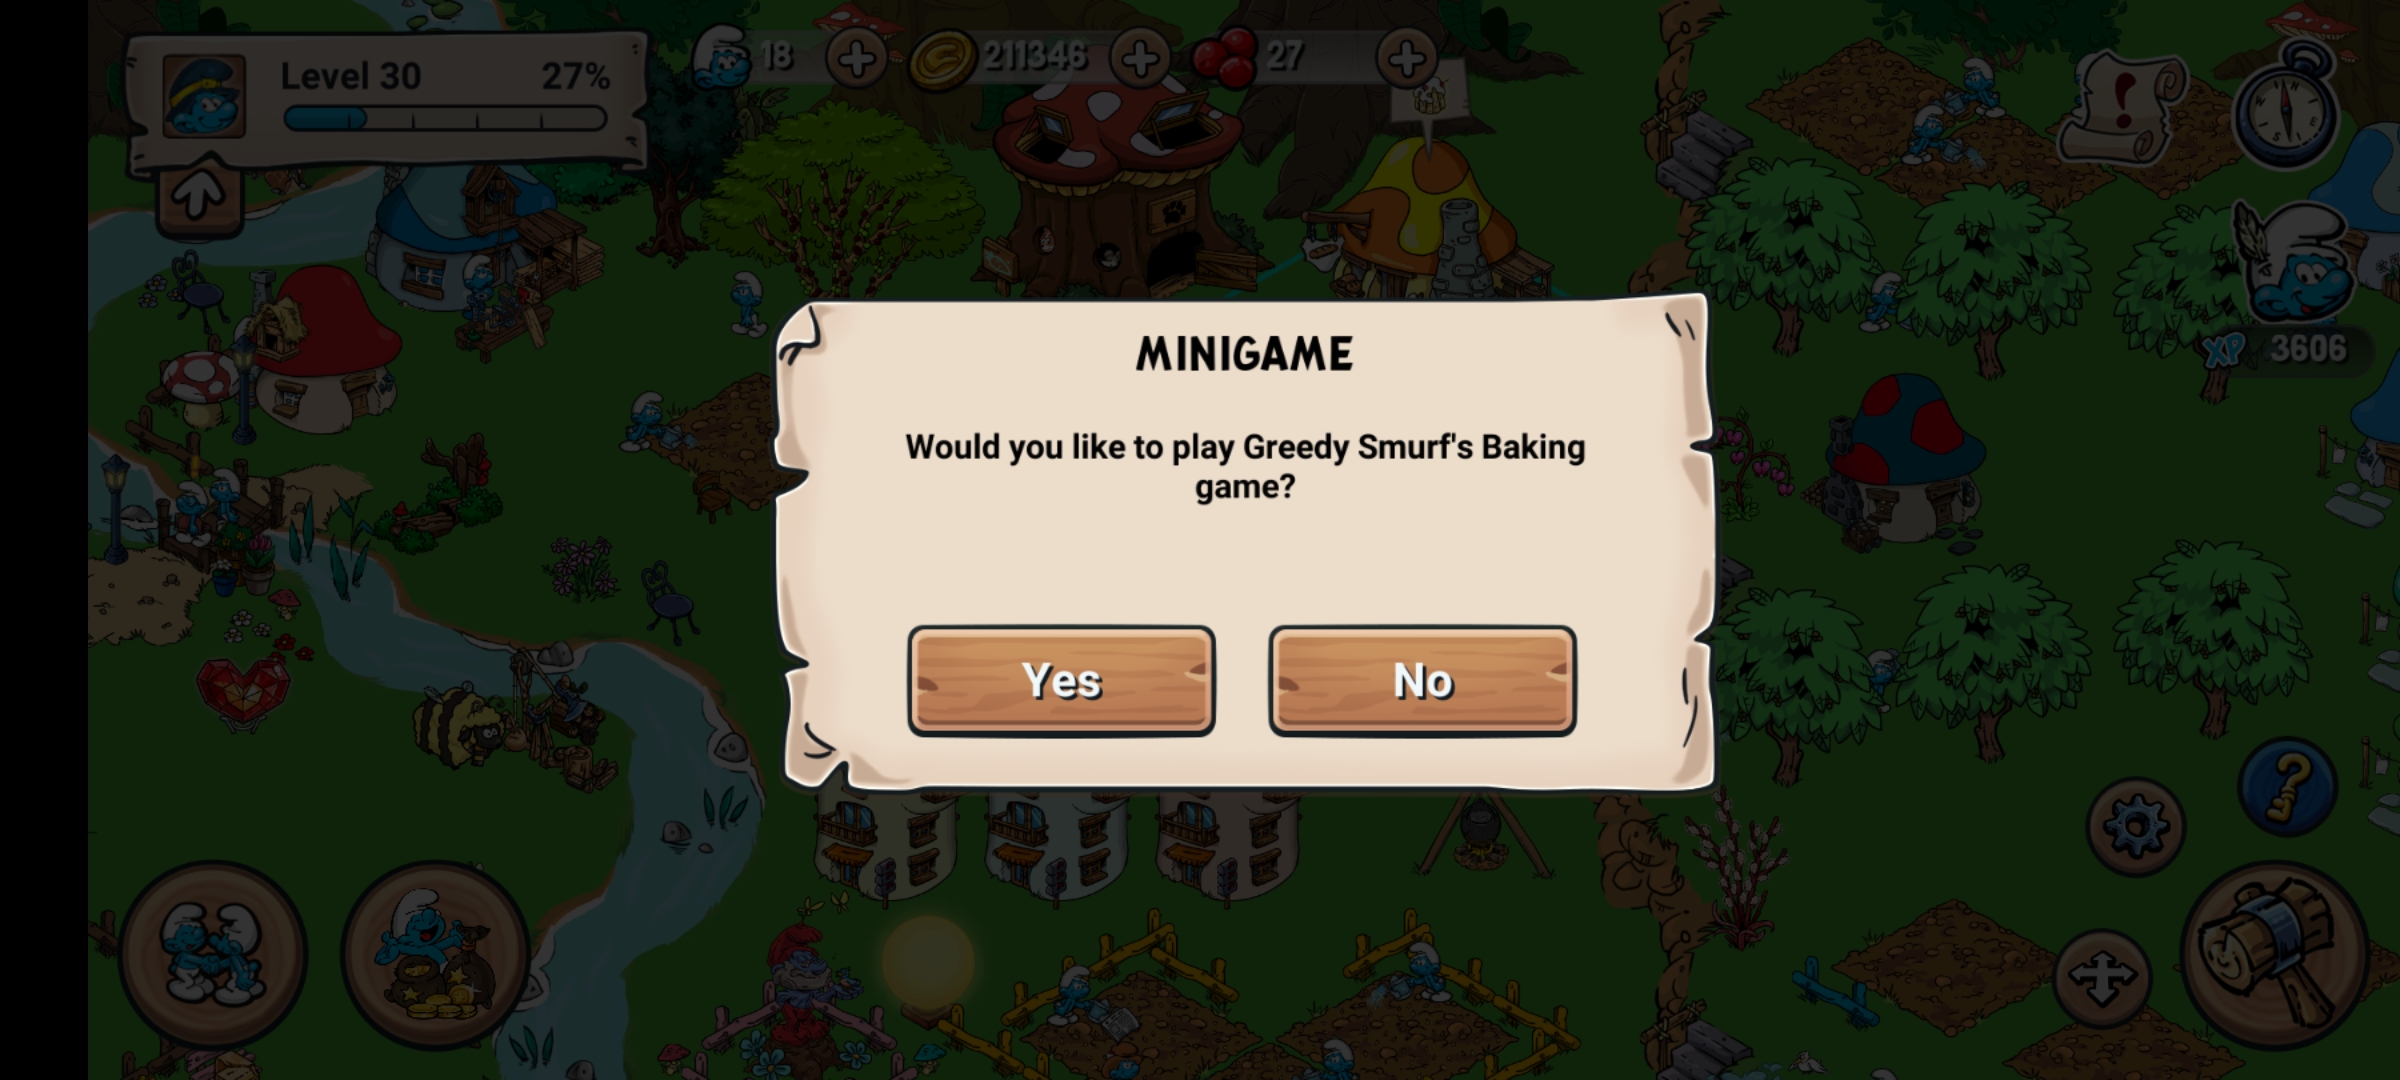 Level 30 27%
18
211346
27
XP 3606
MINIGAME
Would you like to play Greedy Smurf's Baking
game?
Yes
No